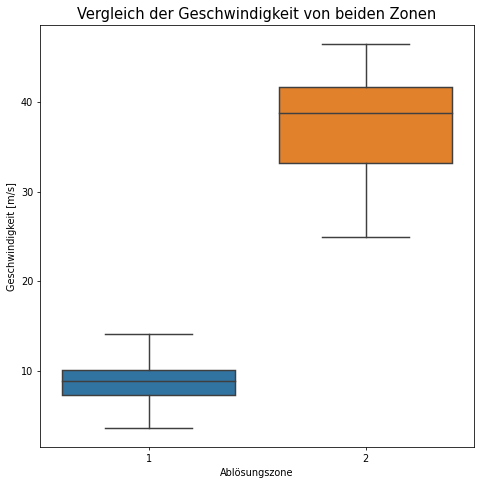 Vergleich der Geschwindigkeit von beiden Zonen
Geschwindigkeit [m/s]
40
30
20
10
1
2
Ablösungszone